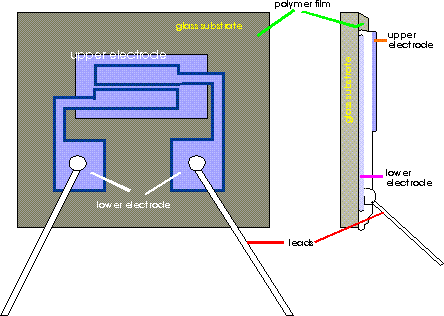 polymer film
glass substrate
upper electrode
lower electrode
leads
glass substrate
upper
electrode
lower
electrode